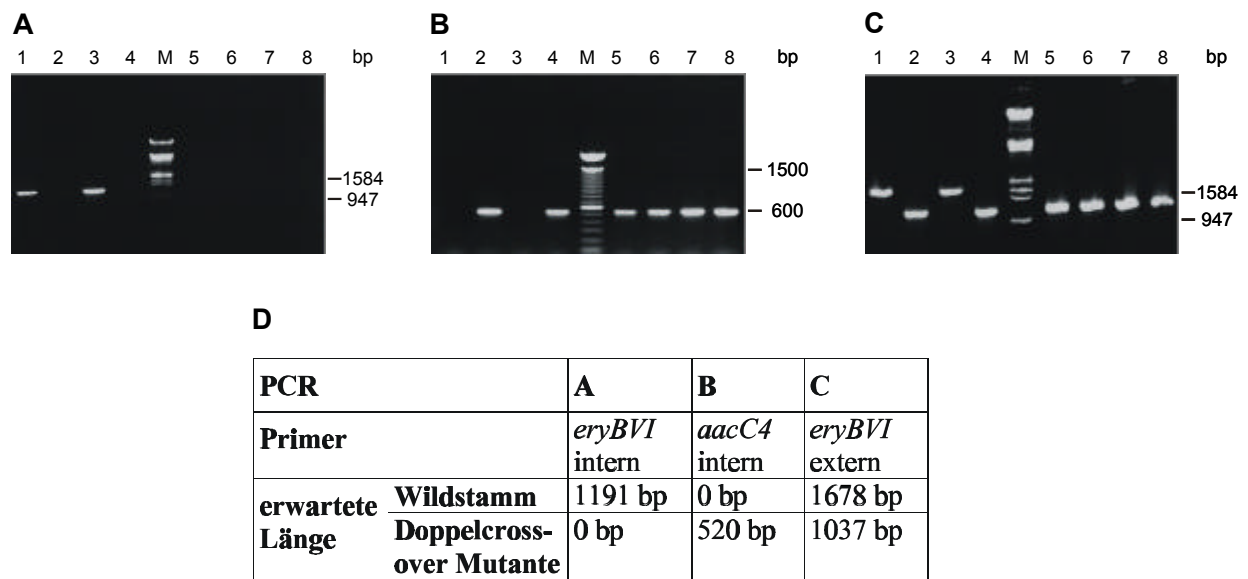 A
1 2 3 4 M 5 6 7 8 bp
1584
947
B
1 2 3 4 M 5 6 7 8 bp
1500
600
C
1 2 3 4 M 5 6 7 8 bp
1584
947
D
PCR A B C
Primer eryBVI intern aacC4 intern eryBVI extern
erwartete Länge Wildstamm 1191 bp 0 bp 1678 bp
Doppelcross-
over Mutante 0 bp 520 bp 1037 bp